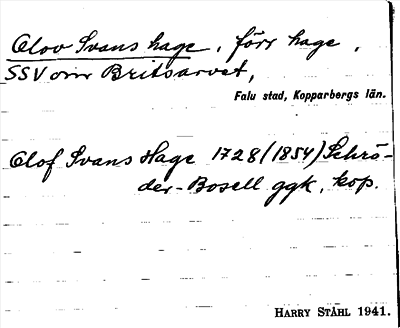 Olov Svans hage, förr hage,
SSV om Britsarvet,
Falu stad, Kopparbergs län.
Olof Svans Hage 1728 (1854) Schrö-
der-Bosell ggk, kop.
HARRY STÅHL 1941.